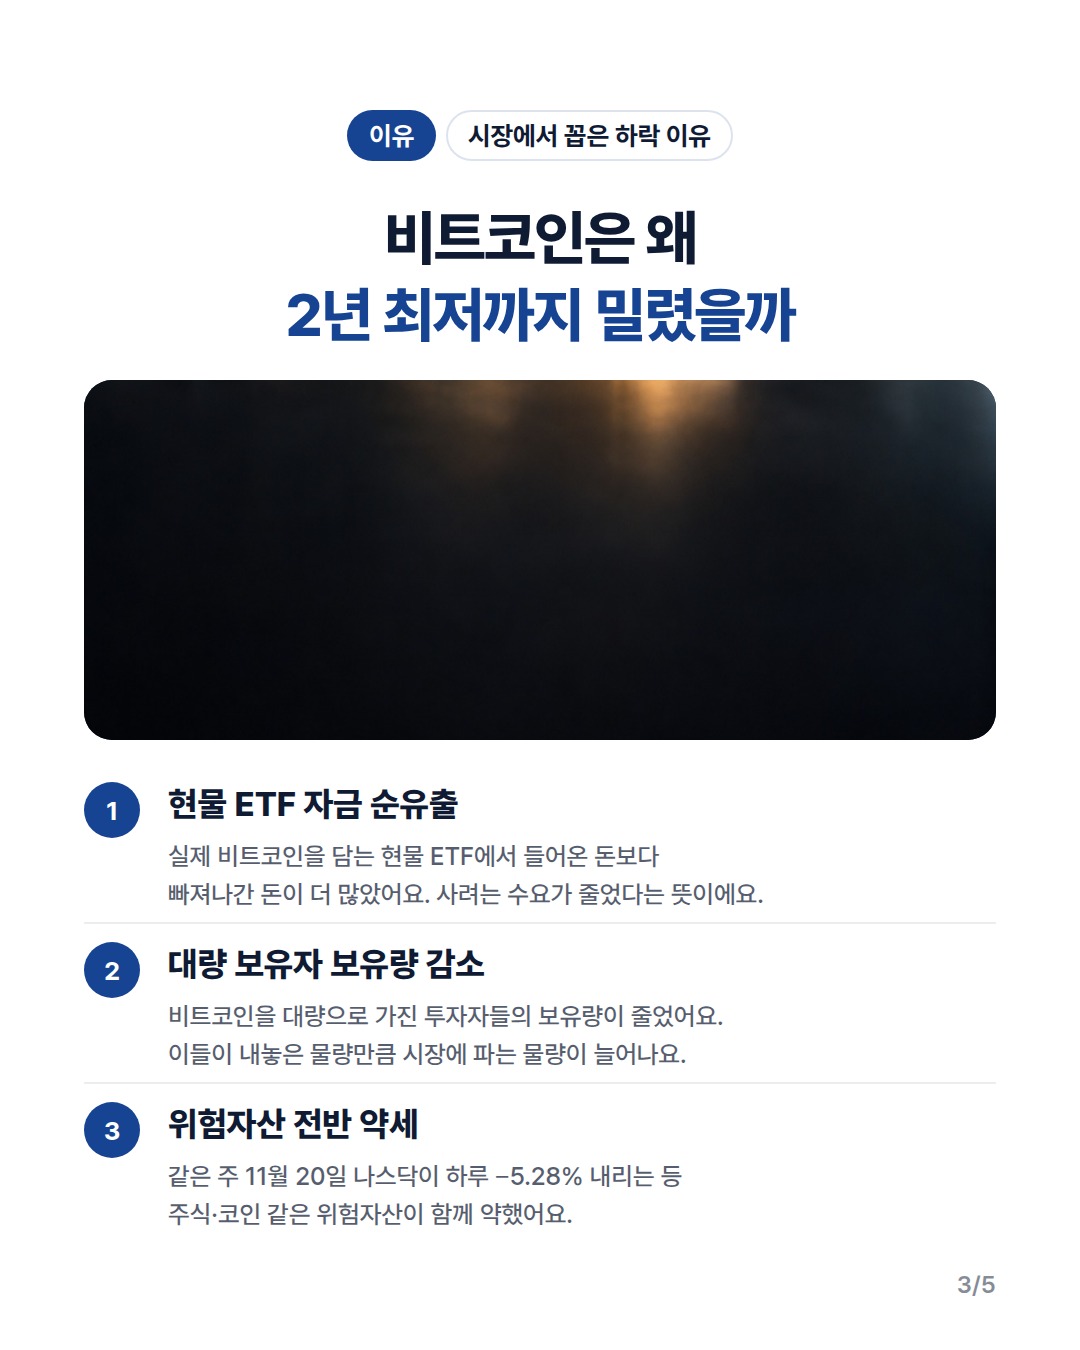 이유
시장에서 꼽은 하락 이유
비트코인은 왜
2년 최저까지 밀렸을까
1
현물 ETF 자금 순유출
실제 비트코인을 담는 현물 ETF에서 들어온 돈보다
빠져나간 돈이 더 많았어요. 사려는 수요가 줄었다는 뜻이에요.
2
대량 보유자 보유량 감소
비트코인을 대량으로 가진 투자자들의 보유량이 줄었어요.
이들이 내놓은 물량만큼 시장에 파는 물량이 늘어나요.
3
위험자산 전반 약세
같은 주 11월 20일 나스닥이 하루 −5.28% 내리는 등
주식·코인 같은 위험자산이 함께 약했어요.
3/5